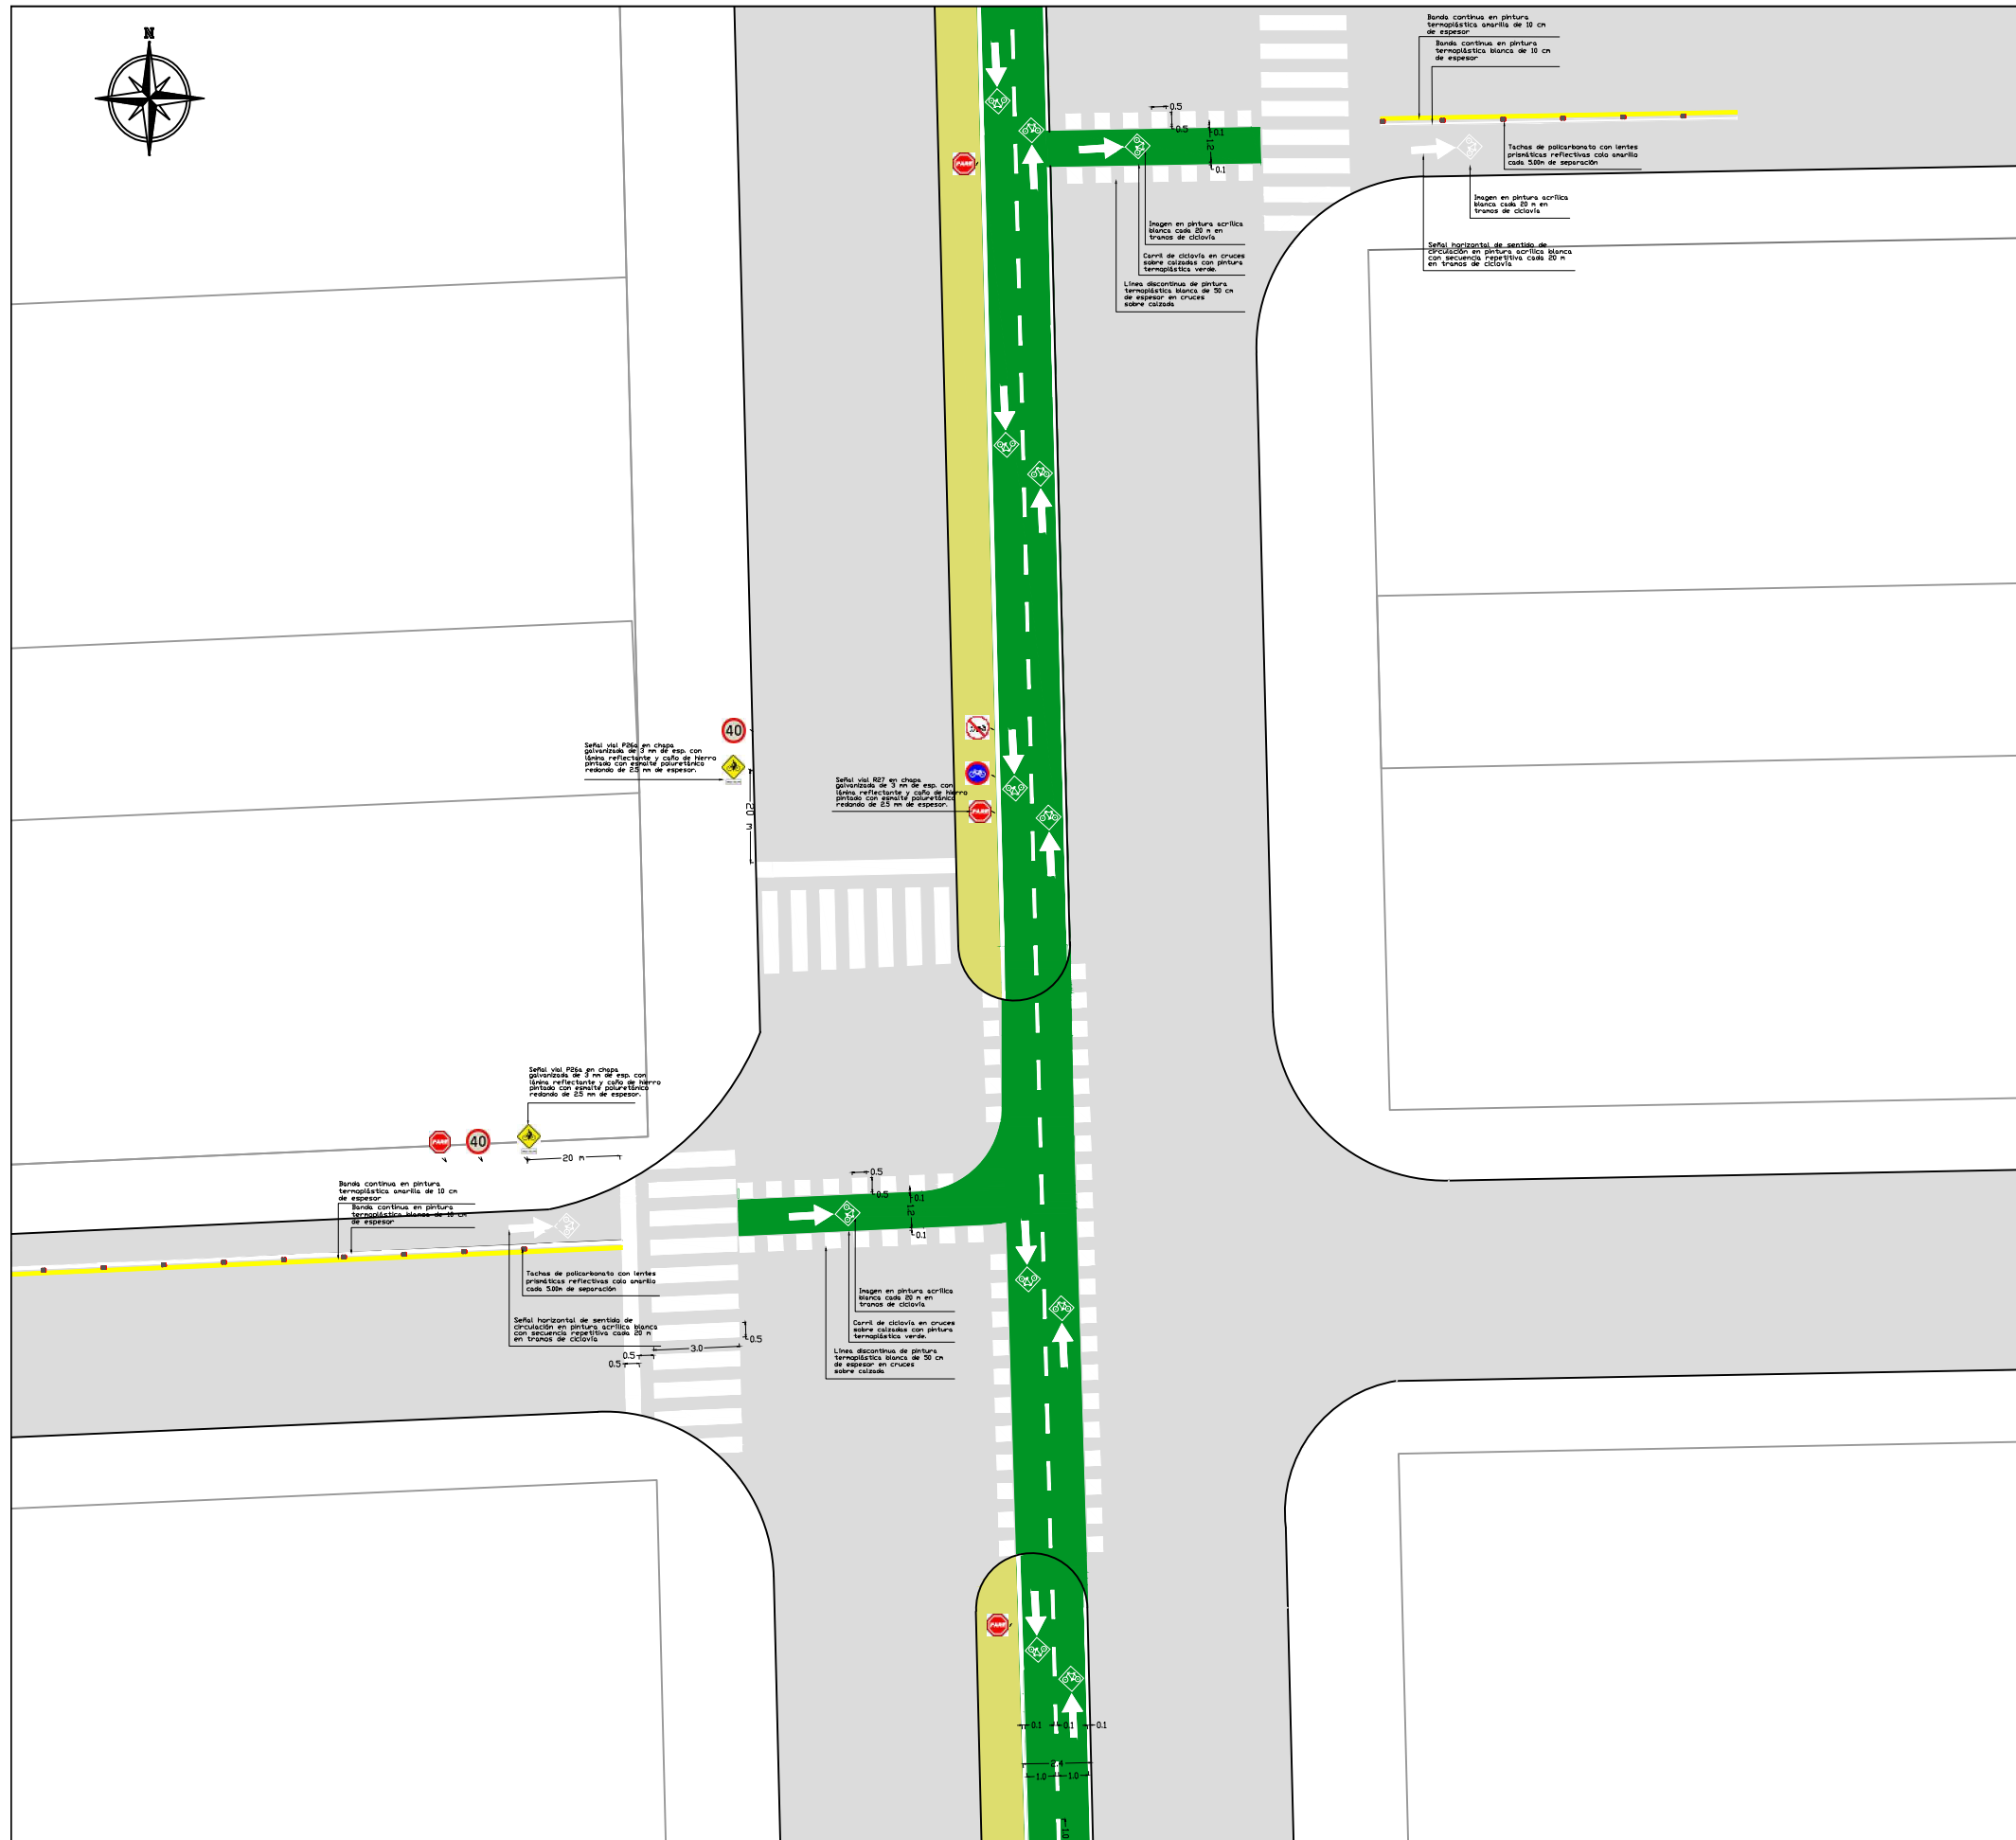 N
Banda continua en pintura
termoplástica amarilla de 10 cm
de espesor
Banda continua en pintura
termoplástica blanca de 10 cm
de espesor
Tachas de policarbonato con lentes
prismáticas reflectivas colo amarillo
cada 5.00m de separación
Imagen en pintura acrílica
blanca cada 20 m en
tramos de ciclovía
Señal horizontal de sentido de
circulación en pintura acrílica blanca
con secuencia repetitiva cada 20 m
en tramos de ciclovía
0.5
0.5
0.1
1.2
0.1
PARE
Imagen en pintura acrílica
blanca cada 20 m en
tramos de ciclovía
Carril de ciclovía en cruces
sobre calzadas con pintura
termoplástica verde.
Línea discontinua de pintura
termoplástica blanca de 50 cm
de espesor en cruces
sobre calzada
40
Señal vial P26a en chapa
galvanizada de 3 mm de esp. con
lámina reflectante y caño de hierro
pintado con esmalte poliuretánico
redondo de 2.5 mm de espesor.
20 m
Señal vial R27 en chapa
galvanizada de 3 mm de esp. con
lámina reflectante y caño de hierro
pintado con esmalte poliuretánico
redondo de 2.5 mm de espesor.
PARE
Señal vial P26a en chapa
galvanizada de 3 mm de esp. con
lámina reflectante y caño de hierro
pintado con esmalte poliuretánico
redondo de 2.5 mm de espesor.
PARE
40
20 m
Banda continua en pintura
termoplástica amarilla de 10 cm
de espesor
Banda continua en pintura
termoplástica blanca de 10 cm
de espesor
0.5
0.5
0.1
1.2
0.1
Tachas de policarbonato con lentes
prismáticas reflectivas colo amarillo
cada 5.00m de separación
Señal horizontal de sentido de
circulación en pintura acrílica blanca
con secuencia repetitiva cada 20 m
en tramos de ciclovía
Imagen en pintura acrílica
blanca cada 20 m en
tramos de ciclovía
Carril de ciclovía en cruces
sobre calzadas con pintura
termoplástica verde.
Línea discontinua de pintura
termoplástica blanca de 50 cm
de espesor en cruces
sobre calzada
0.5
3.0
0.5
0.5
PARE
0.1
0.1
0.1
2.4
1.0
1.0
1.0